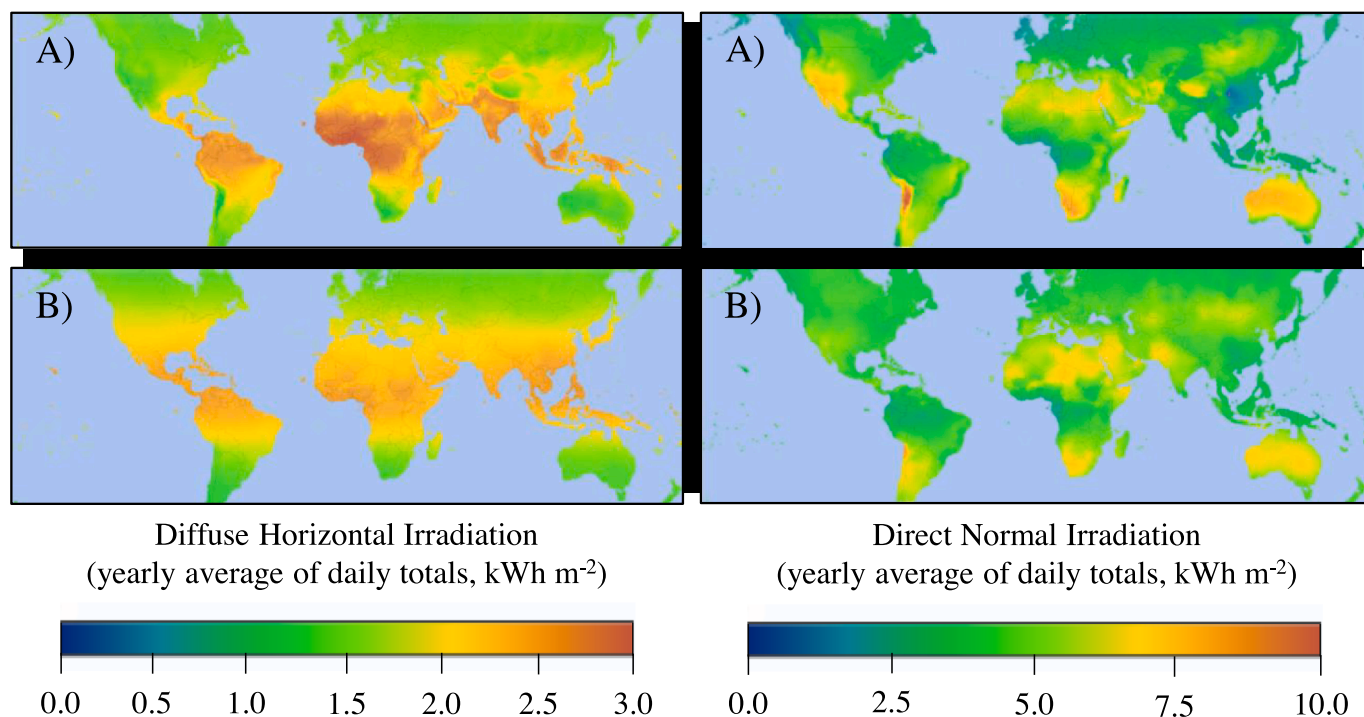 A)
A)
B)
B)
Diffuse Horizontal Irradiation
(yearly average of daily totals, kWh m-2)
0.0 0.5 1.0 1.5 2.0 2.5 3.0
Direct Normal Irradiation
(yearly average of daily totals, kWh m-2)
0.0 2.5 5.0 7.5 10.0